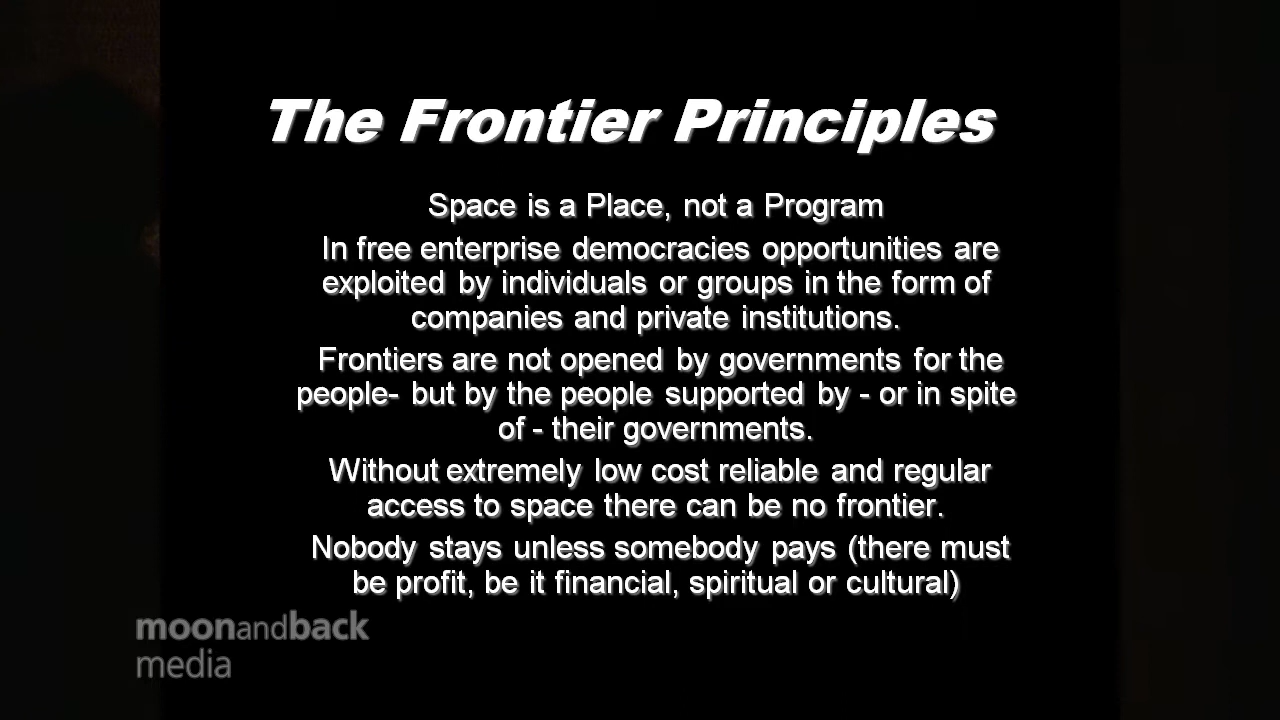 The Frontier Principles
Space is a Place, not a Program
In free enterprise democracies opportunities are
exploited by individuals or groups in the form of
companies and private institutions.
Frontiers are not opened by governments for the
people- but by the people supported by - or in spite
of - their governments.
Without extremely low cost reliable and regular
access to space there can be no frontier.
Nobody stays unless somebody pays (there must
be profit, be it financial, spiritual or cultural)
moonandback
media